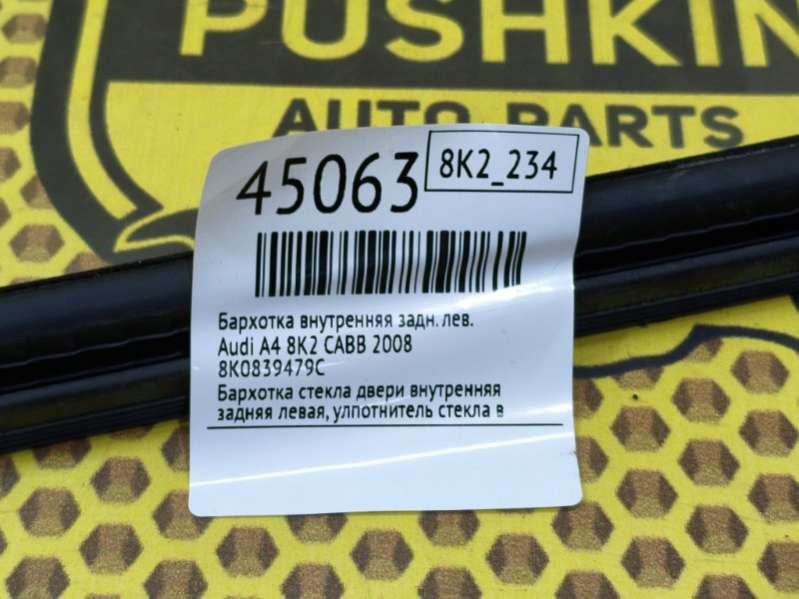 PUSHKIN
AUTO PARTS
45063
8K2_234
Бархотка внутренняя задн. лев.
Audi A4 8K2 CABB 2008
8K0839479C
Бархотка стекла двери внутренняя
задняя левая, улпотнитель стекла в